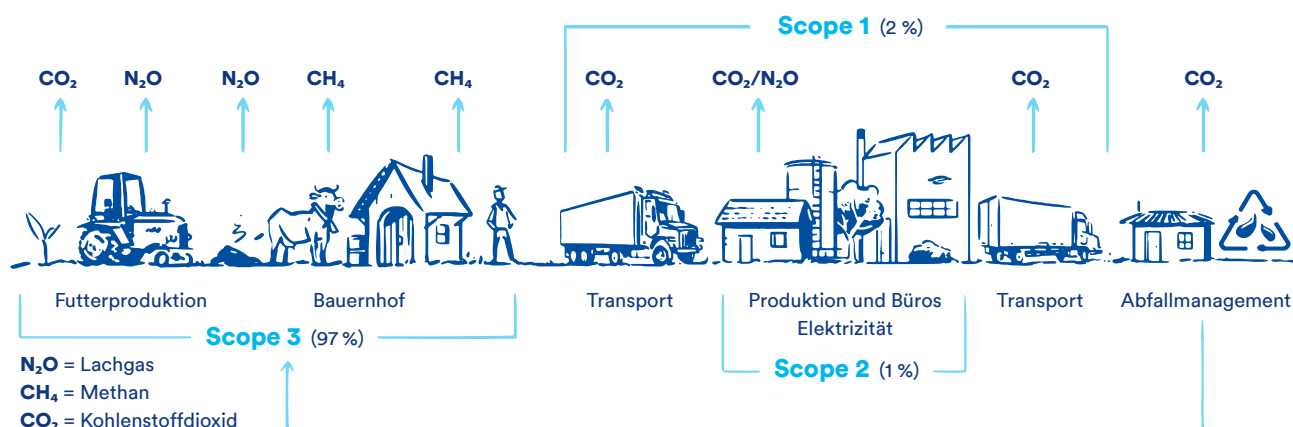 Scope 1 (2 %)
CO₂ N₂O N₂O CH₄ CH₄ CO₂ CO₂/N₂O CO₂ CO₂
Futterproduktion Bauernhof Transport Produktion und Büros Transport Abfallmanagement
Elektrizität
Scope 3 (97 %)
Scope 2 (1 %)
N₂O = Lachgas
CH₄ = Methan
CO₂ = Kohlenstoffdioxid